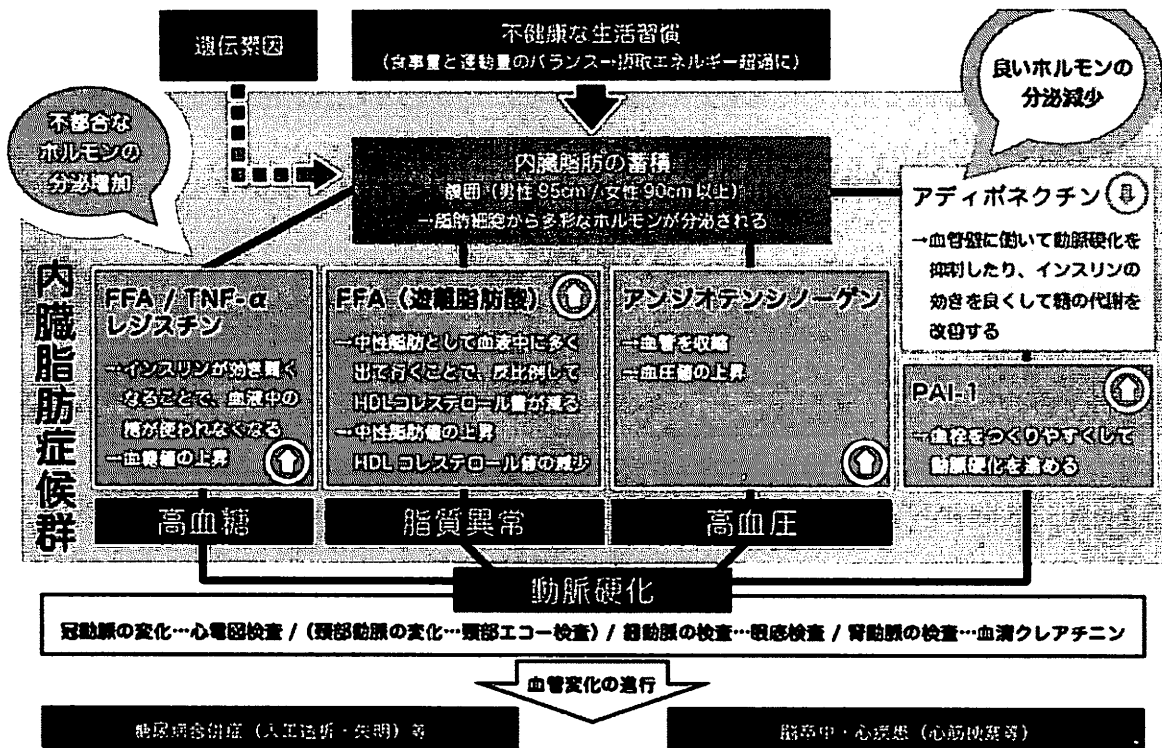 遺伝素因
不健康な生活習慣
(食事量と運動量のバランス→摂取エネルギー超過に)
良いホルモンの
分泌減少
不都合な
ホルモンの
分泌増加
内臓脂肪の蓄積
腹囲(男性 85cm / 女性 90cm 以上)
→脂肪細胞から多彩なホルモンが分泌される
アディポネクチン
→血管壁に働いて動脈硬化を
抑制したり、インスリンの
効きを良くして糖の代謝を
改善する
内臓脂肪症候群
FFA / TNF-α
レジスチン
→インスリンが効き難く
なることで、血液中の
糖が使われなくなる
→血糖値の上昇
FFA(遊離脂肪酸)
→中性脂肪として血液中に多く
出て行くことで、反比例して
HDLコレステロール量が減る
→中性脂肪値の上昇
HDL コレステロール値の減少
アンジオテンシノーゲン
→血管を収縮
→血圧値の上昇
PAI-1
→血栓をつくりやすくして
動脈硬化を進める
高血糖
脂質異常
高血圧
動脈硬化
冠動脈の変化…心電図検査 / (頸部動脈の変化…頸部エコー検査) / 細動脈の検査…眼底検査 / 腎動脈の検査…血清クレアチニン
血管変化の進行
糖尿病合併症(人工透析・失明)等
脳卒中・心疾患(心筋梗塞等)